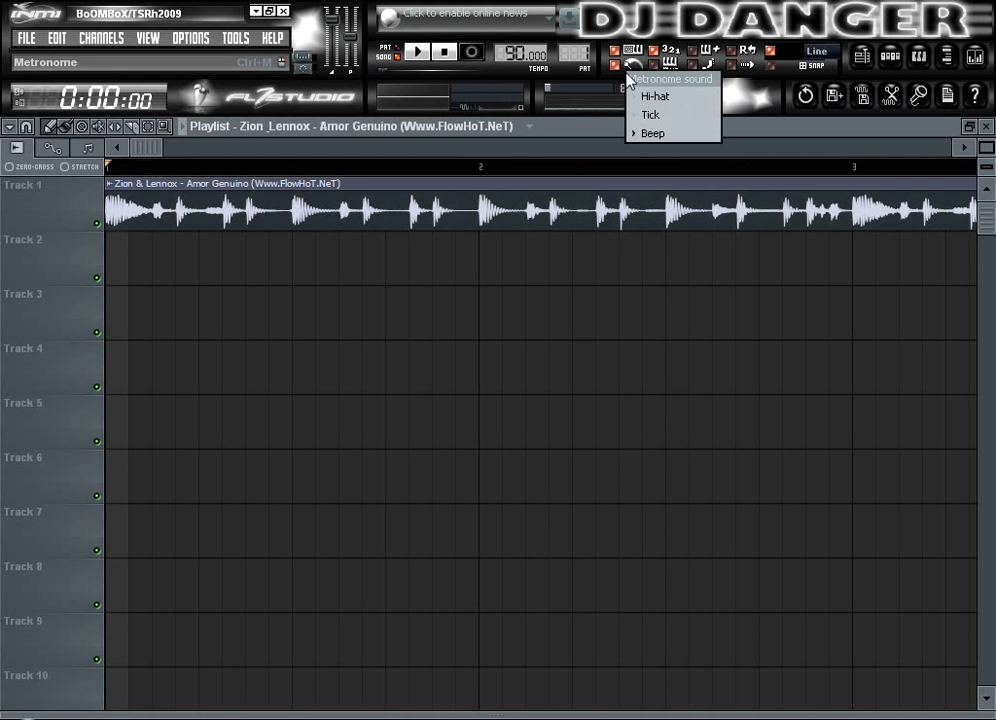 BoOMBoX/TSRh2009
Click to enable online news
DJ DANGER
FILE EDIT CHANNELS VIEW OPTIONS TOOLS HELP
PAT
SONG
90.000
TEMPO
PAT
321
Line
SNAP
Metronome Ctrl+M
Metronome sound
Hi-hat
Tick
Beep
0:00:00
FL7STUDIO
Playlist - Zion_Lennox - Amor Genuino (Www.FlowHoT.NeT)
ZERO-CROSS STRETCH
2
3
Track 1
Zion & Lennox - Amor Genuino (Www.FlowHoT.NeT)
Track 2
Track 3
Track 4
Track 5
Track 6
Track 7
Track 8
Track 9
Track 10